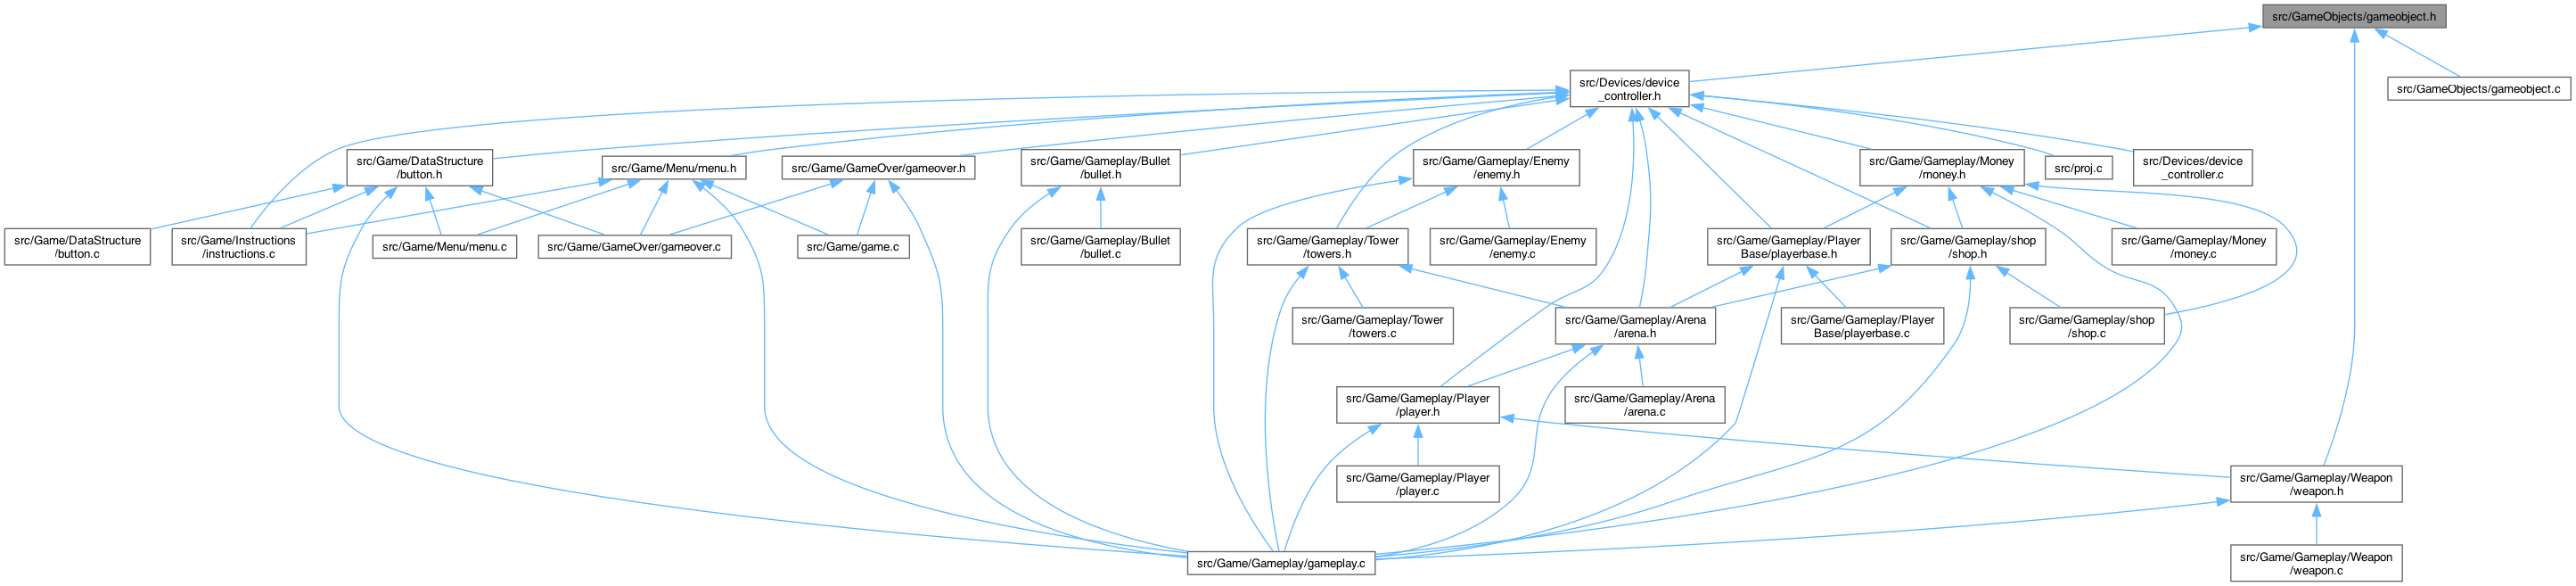 src/GameObjects/gameobject.h
src/Devices/device
_controller.h
src/GameObjects/gameobject.c
src/Game/DataStructure
/button.h
src/Game/Menu/menu.h
src/Game/GameOver/gameover.h
src/Game/Gameplay/Bullet
/bullet.h
src/Game/Gameplay/Enemy
/enemy.h
src/Game/Gameplay/Money
/money.h
src/proj.c
src/Devices/device
_controller.c
src/Game/DataStructure
/button.c
src/Game/Instructions
/instructions.c
src/Game/Menu/menu.c
src/Game/GameOver/gameover.c
src/Game/game.c
src/Game/Gameplay/Bullet
/bullet.c
src/Game/Gameplay/Tower
/towers.h
src/Game/Gameplay/Enemy
/enemy.c
src/Game/Gameplay/Player
Base/playerbase.h
src/Game/Gameplay/shop
/shop.h
src/Game/Gameplay/Money
/money.c
src/Game/Gameplay/Tower
/towers.c
src/Game/Gameplay/Arena
/arena.h
src/Game/Gameplay/Player
Base/playerbase.c
src/Game/Gameplay/shop
/shop.c
src/Game/Gameplay/Player
/player.h
src/Game/Gameplay/Arena
/arena.c
src/Game/Gameplay/Player
/player.c
src/Game/Gameplay/Weapon
/weapon.h
src/Game/Gameplay/gameplay.c
src/Game/Gameplay/Weapon
/weapon.c